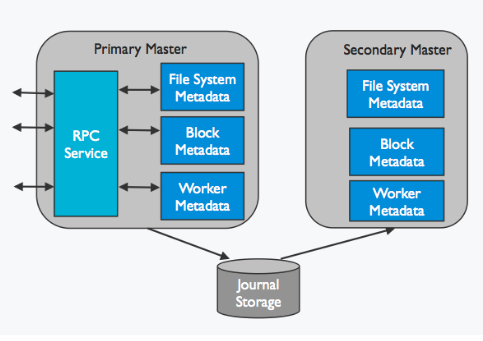 Primary Master
RPC
Service
File System
Metadata
Block
Metadata
Worker
Metadata
Secondary Master
File System
Metadata
Block
Metadata
Worker
Metadata
Journal
Storage